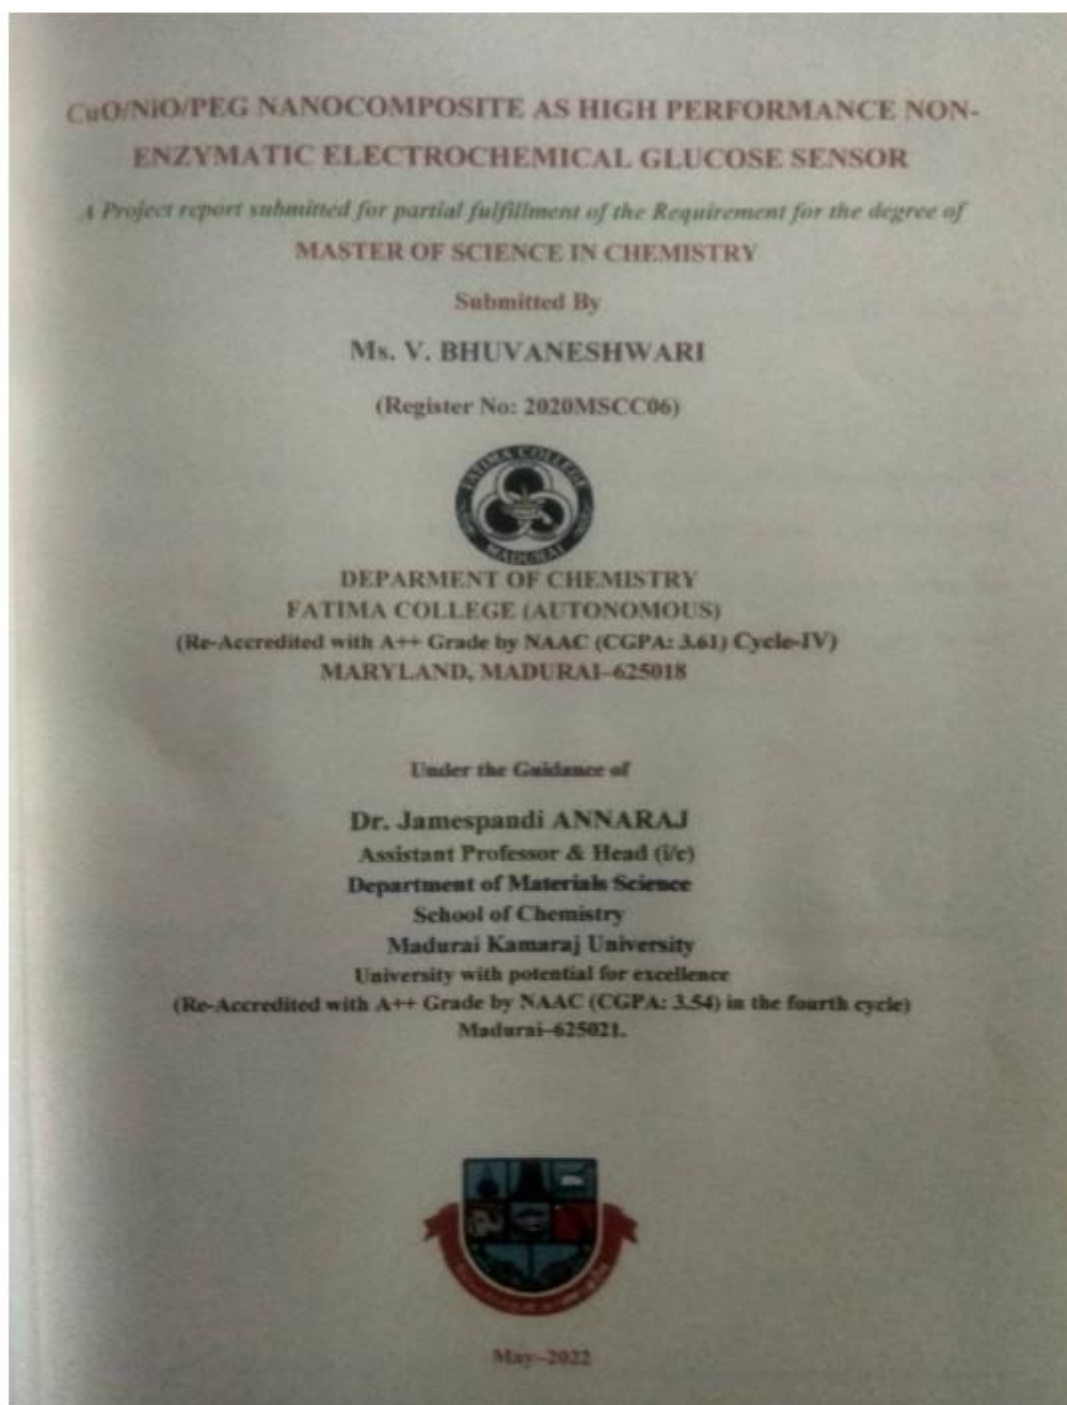 CuO/NiO/PEG NANOCOMPOSITE AS HIGH PERFORMANCE NON-
ENZYMATIC ELECTROCHEMICAL GLUCOSE SENSOR
A Project report submitted for partial fulfillment of the Requirement for the degree of
MASTER OF SCIENCE IN CHEMISTRY
Submitted By
Ms. V. BHUVANESHWARI
(Register No: 2020MSCC06)
FATIMA COLLEGE
MADURAI
DEPARMENT OF CHEMISTRY
FATIMA COLLEGE (AUTONOMOUS)
(Re-Accredited with A++ Grade by NAAC (CGPA: 3.61) Cycle-IV)
MARYLAND, MADURAI–625018
Under the Guidance of
Dr. Jamespandi ANNARAJ
Assistant Professor & Head (i/c)
Department of Materials Science
School of Chemistry
Madurai Kamaraj University
University with potential for excellence
(Re-Accredited with A++ Grade by NAAC (CGPA: 3.54) in the fourth cycle)
Madurai–625021.
May–2022